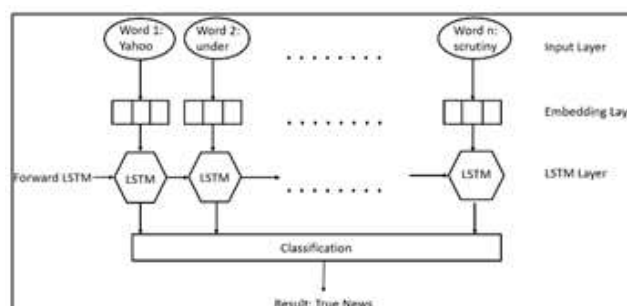 Word 1:
Yahoo
Word 2:
under
Word n:
scrutiny
Input Layer
Embedding Lay
Forward LSTM
LSTM
LSTM
LSTM
LSTM Layer
Classification
Result: True News